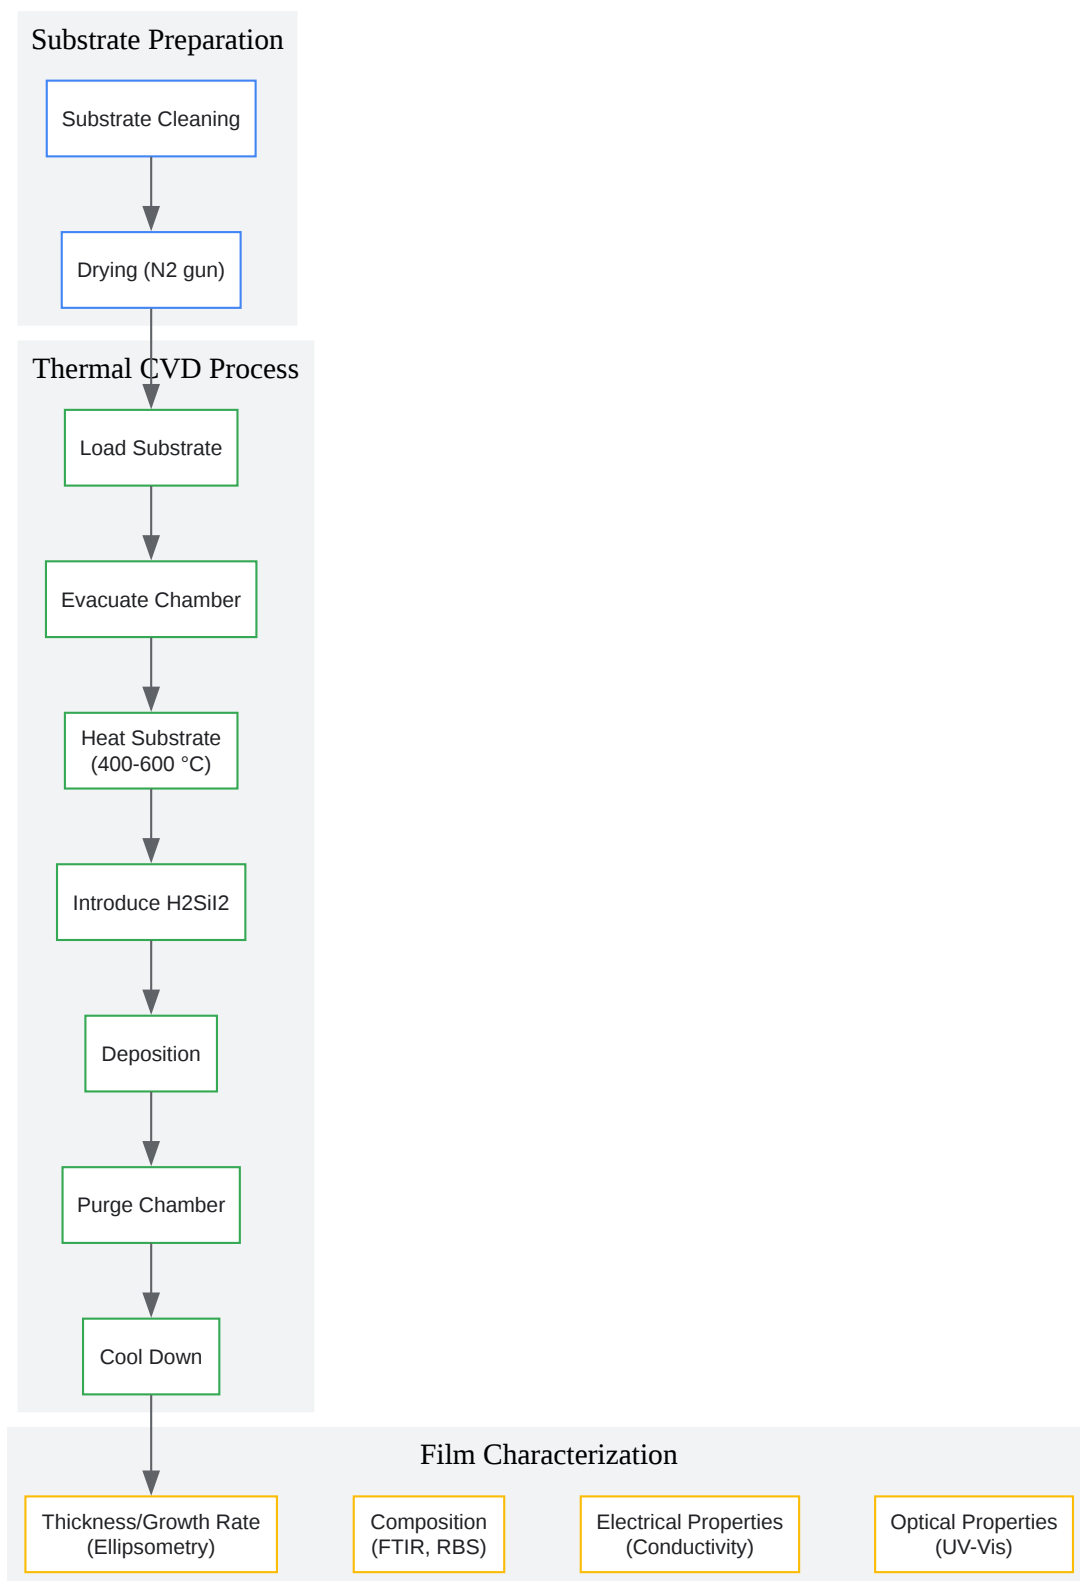 Substrate Preparation
Substrate Cleaning
Drying (N2 gun)
Thermal CVD Process
Load Substrate
Evacuate Chamber
Heat Substrate
(400-600 °C)
Introduce H2SiI2
Deposition
Purge Chamber
Cool Down
Film Characterization
Thickness/Growth Rate
(Ellipsometry)
Composition
(FTIR, RBS)
Electrical Properties
(Conductivity)
Optical Properties
(UV-Vis)